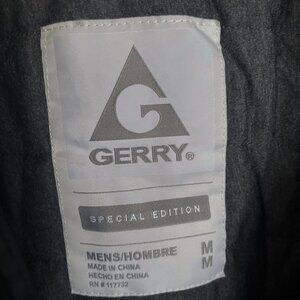 GERRY®
SPECIAL EDITION
MENS/HOMBRE M
MADE IN CHINA M
HECHO EN CHINA
RN # 117732